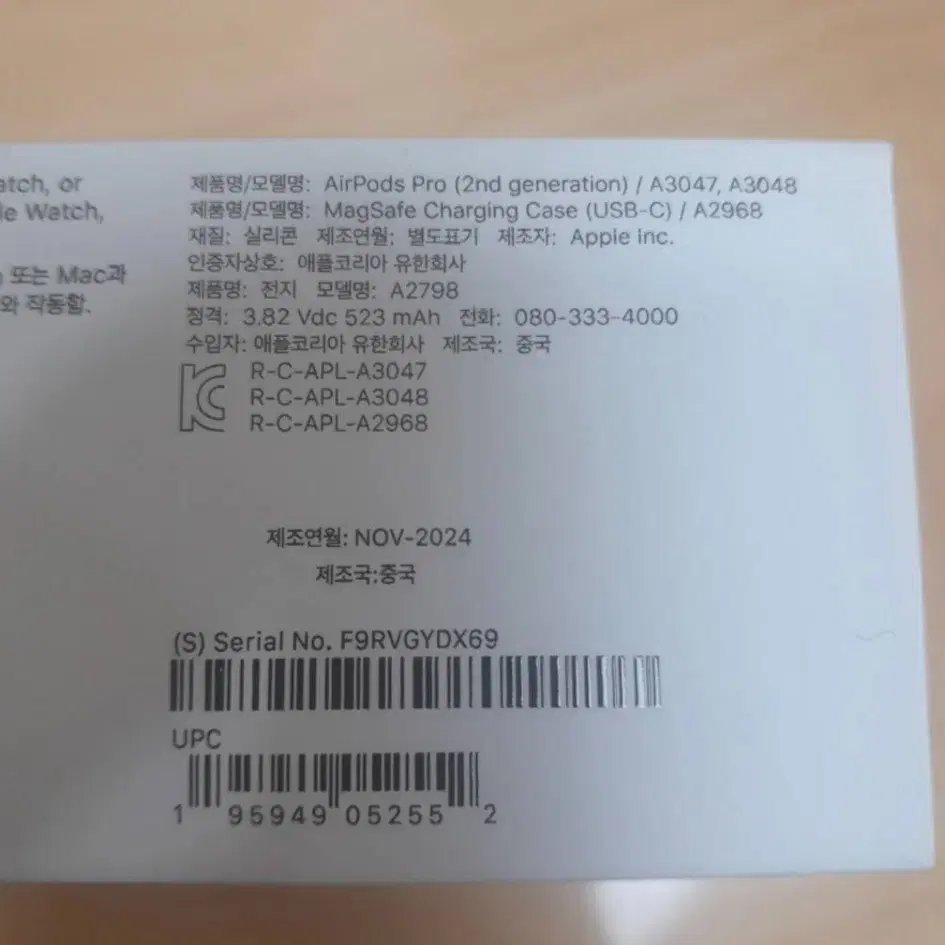 atch, or
le Watch,
또는 Mac과
와 작동함.
제품명/모델명: AirPods Pro (2nd generation) / A3047, A3048
제품명/모델명: MagSafe Charging Case (USB-C) / A2968
재질: 실리콘 제조연월: 별도표기 제조자: Apple Inc.
인증자상호: 애플코리아 유한회사
제품명: 전지 모델명: A2798
정격: 3.82 Vdc 523 mAh 전화: 080-333-4000
수입자: 애플코리아 유한회사 제조국: 중국
R-C-APL-A3047
R-C-APL-A3048
R-C-APL-A2968
제조연월: NOV-2024
제조국:중국
(S) Serial No. F9RVGYDX69
UPC
1 95949 05255 2